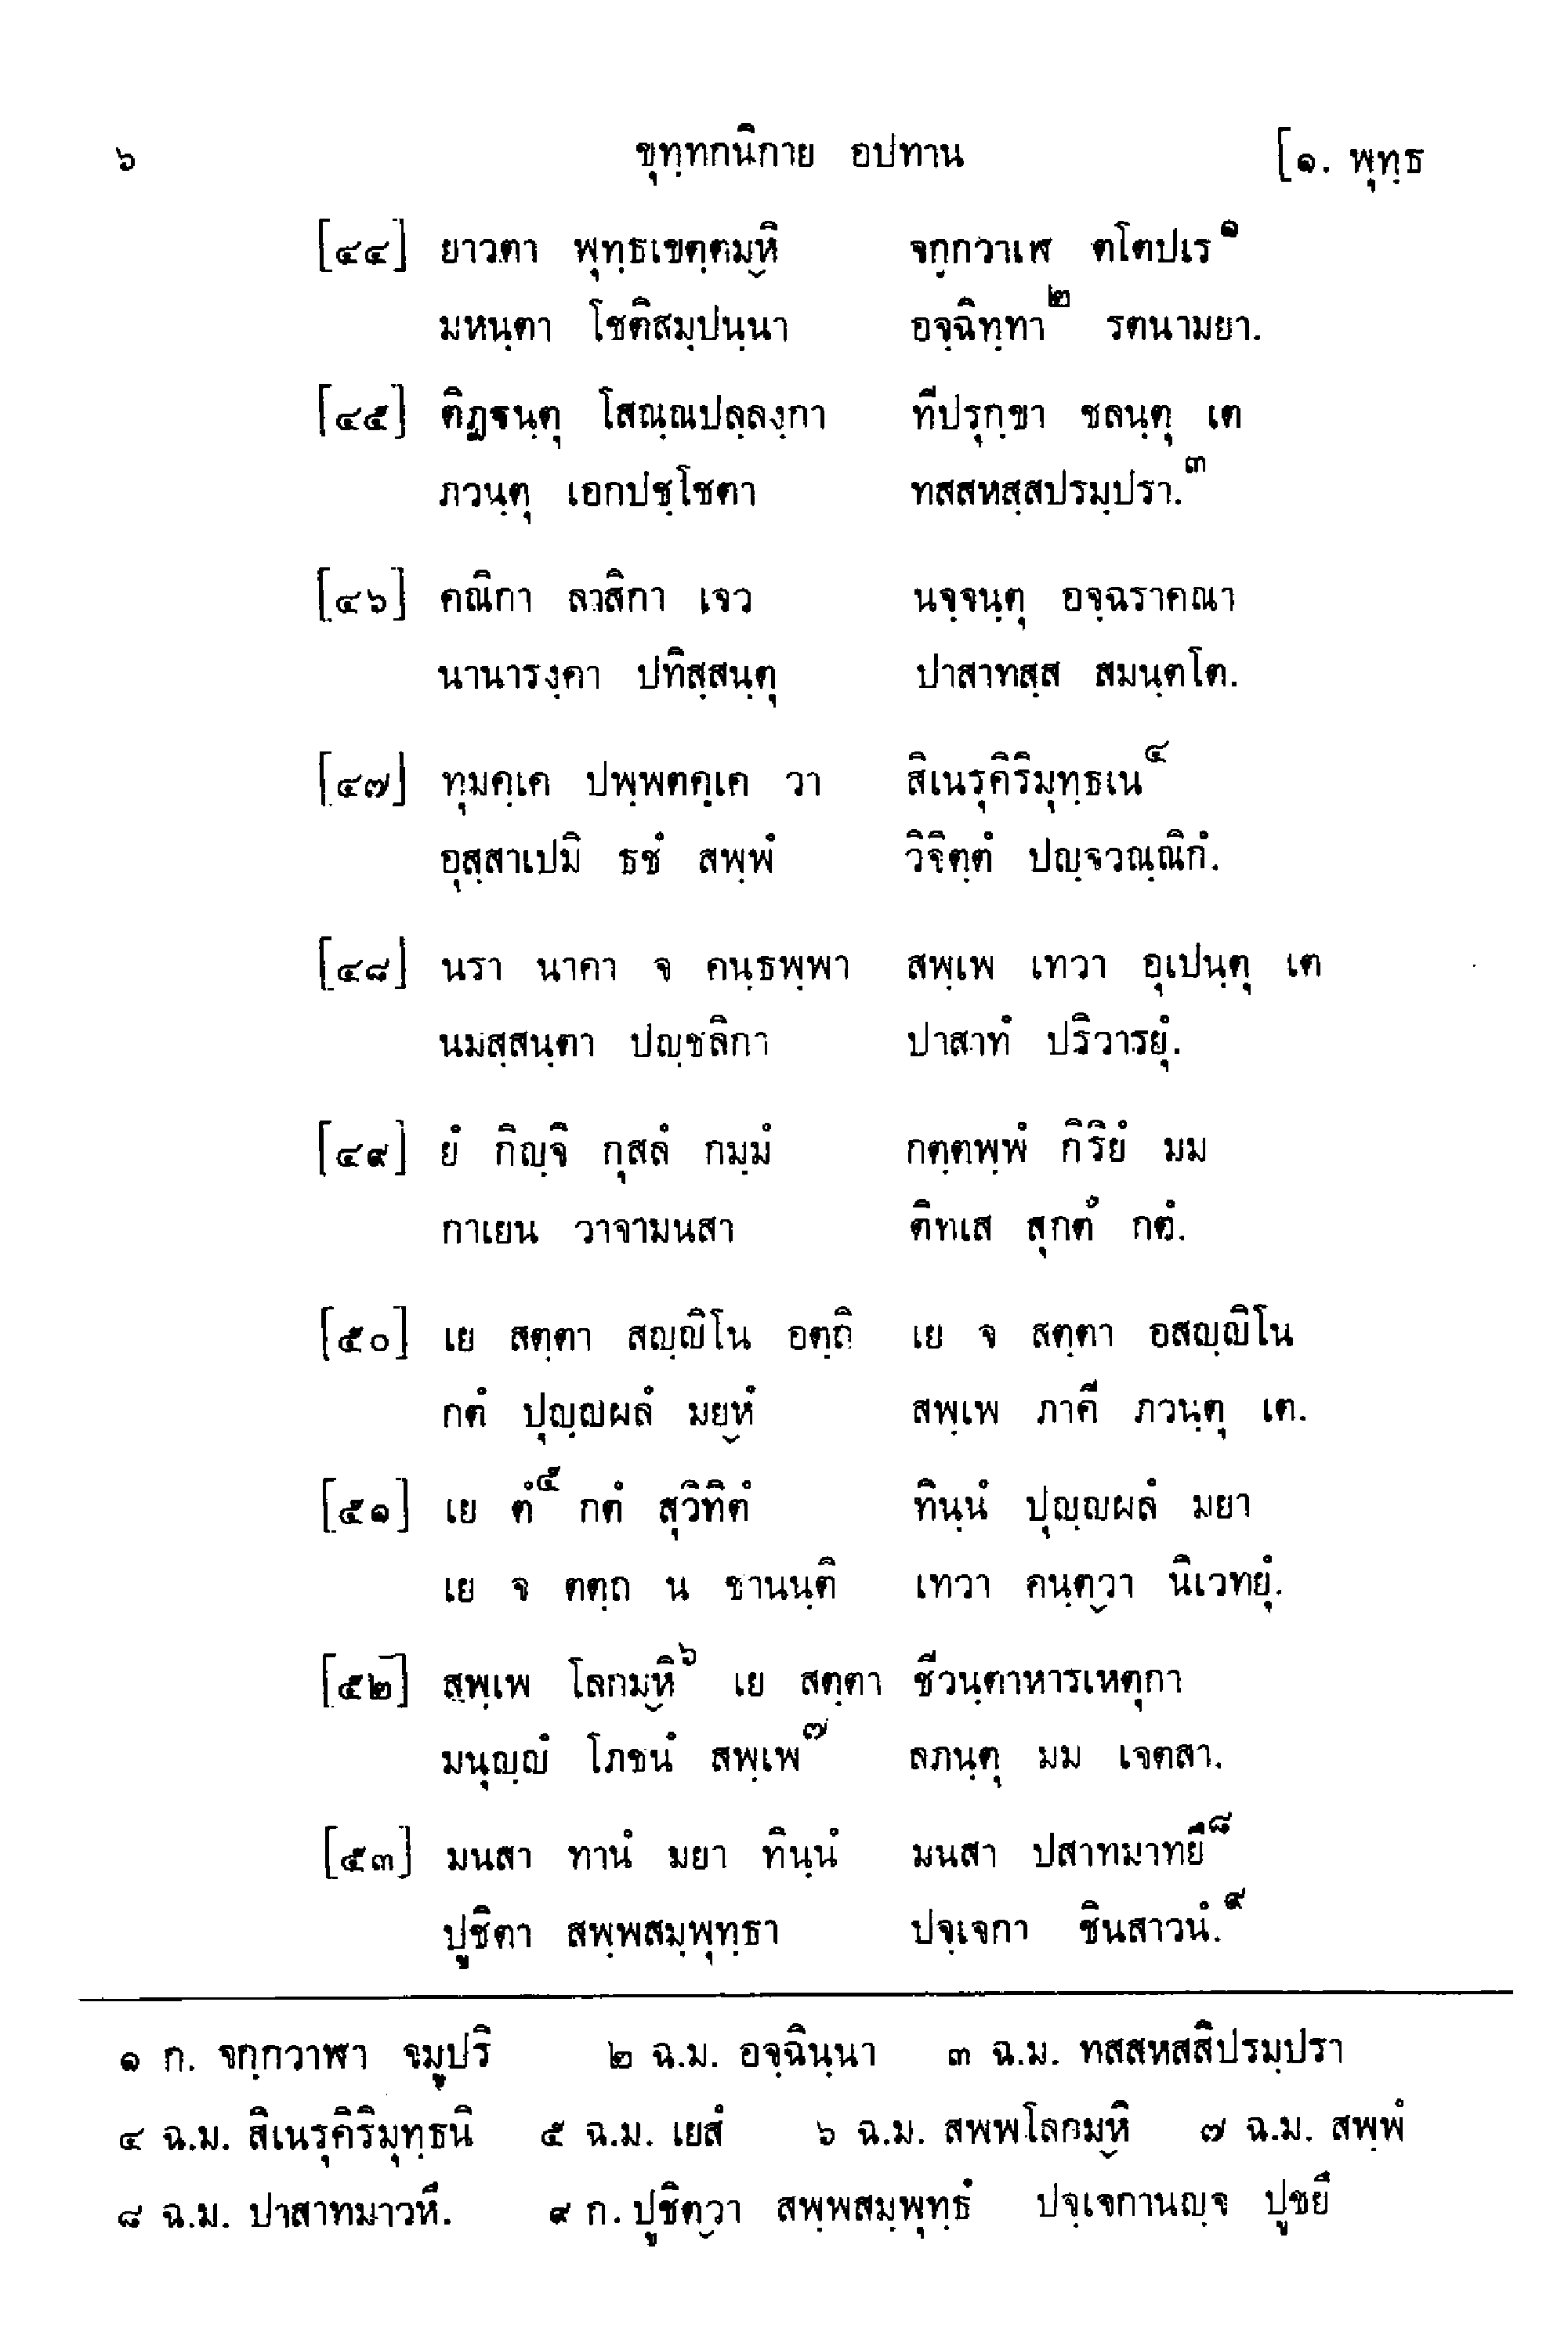 ๖ ขุทฺทกนิกาย อปทาน [๑. พุทฺธ
[๔๔] ยาวตา พุทฺธเขตฺตมฺหิ จกฺกวาเฬ ตโตปเร๑
มหนฺตา โชติสมฺปนฺนา อจฺฉิทฺทา๒ รตนามยา.
[๔๕] ติฏฺฐนฺตุ โสณฺณปลฺลงฺกา ทีปรุกฺขา ชลนฺตุ เต
ภวนฺตุ เอกปชฺโชตา ทสสหสฺสปรมฺปรา.๓
[๔๖] คณิกา ลาสิกา เจว นจฺจนฺตุ อจฺฉราคณา
นานารงฺคา ปทิสฺสนฺตุ ปาสาทสฺส สมนฺตโต.
[๔๗] ทุมคฺเค ปพฺพตคฺเค วา สิเนรุคิริมุทฺธเน๔
อุสฺสาเปมิ ธชํ สพฺพํ วิจิตฺตํ ปญฺจวณฺณิกํ.
[๔๘] นรา นาคา จ คนฺธพฺพา สพฺเพ เทวา อุเปนฺตุ เต
นมสฺสนฺตา ปญฺชลิกา ปาสาทํ ปริวารยุํ.
[๔๙] ยํ กิญฺจิ กุสลํ กมฺมํ กตฺตพฺพํ กิริยํ มม
กาเยน วาจามนสา ติทเส สุกตํ กตํ.
[๕๐] เย สตฺตา สญฺญิโน อตฺถิ เย จ สตฺตา อสญฺญิโน
กตํ ปุญฺญผลํ มยฺหํ สพฺเพ ภาคี ภวนฺตุ เต.
[๕๑] เย ตํ๕ กตํ สุวิทิตํ ทินฺนํ ปุญฺญผลํ มยา
เย จ ตตฺถ น ชานนฺติ เทวา คนฺตฺวา นิเวทยุํ.
[๕๒] สพฺเพ โลกมฺหิ๖ เย สตฺตา ชีวนฺตาหารเหตุกา
มนุญฺญํ โภชนํ สพฺเพ๗ ลภนฺตุ มม เจตสา.
[๕๓] มนสา ทานํ มยา ทินฺนํ มนสา ปสาทมาทยึ๘
ปูชิตา สพฺพสมฺพุทฺธา ปจฺเจกา ชินสาวนํ.๙
๑ ก. จกฺกวาฬา จมูปริ ๒ ฉ.ม. อจฺฉินฺนา ๓ ฉ.ม. ทสสหสสิปรมฺปรา
๔ ฉ.ม. สิเนรุคิริมุทฺธนิ ๕ ฉ.ม. เยสํ ๖ ฉ.ม. สพพโลกมฺหิ ๗ ฉ.ม. สพฺพํ
๘ ฉ.ม. ปาสาทมาวหึ. ๙ ก. ปูชิตฺวา สพฺพสมฺพุทฺธํ ปจฺเจกานญฺจ ปูชยึ